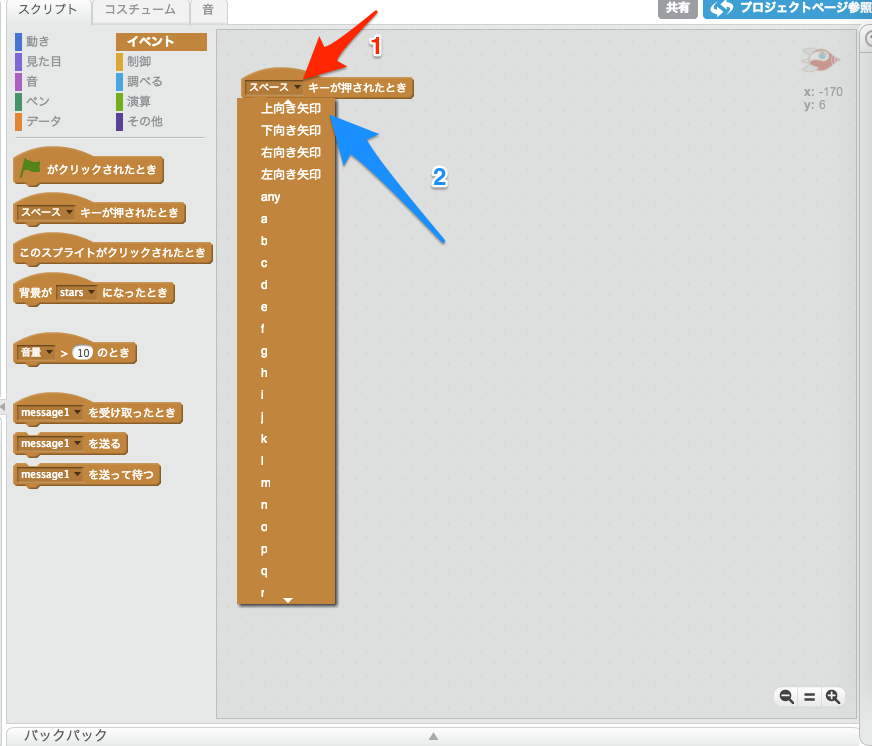 スクリプト コスチューム 音
共有 プロジェクトページ参照
動き イベント
見た目 制御
音 調べる
ペン 演算
データ その他
がクリックされたとき
スペース キーが押されたとき
このスプライトがクリックされたとき
背景が stars になったとき
音量 > 10 のとき
message1 を受け取ったとき
message1 を送る
message1 を送って待つ
1
スペース キーが押されたとき
上向き矢印
下向き矢印
右向き矢印
左向き矢印
any
a
b
c
d
e
f
g
h
i
j
k
l
m
n
o
p
q
r
2
x: -170
y: 6
バックパック